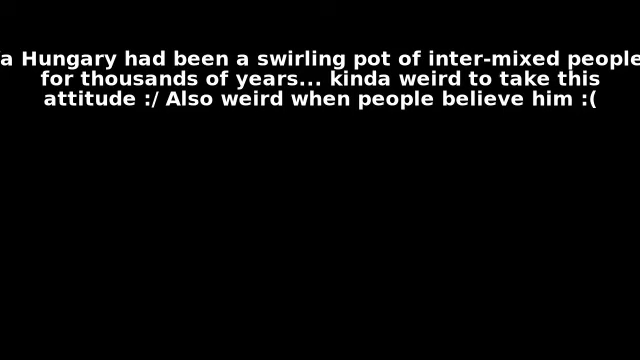 a Hungary had been a swirling pot of inter-mixed people
for thousands of years... kinda weird to take this
attitude :/ Also weird when people believe him :(